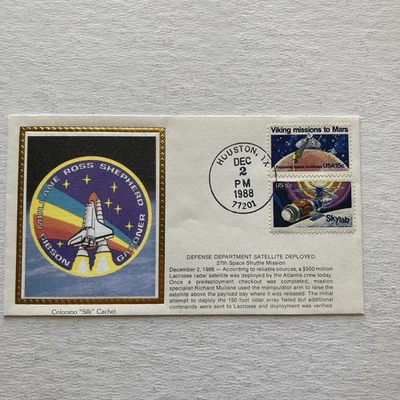 MULLANE ROSS SHEPHERD
GIBSON GARDNER
Colorano "Silk" Cachet
HOUSTON, TX
DEC
2
PM
1988
77201
Viking missions to Mars
USA 15c
US 10c
Skylab
DEFENSE DEPARTMENT SATELLITE DEPLOYED
27th Space Shuttle Mission
December 2, 1988 — According to reliable sources, a $500 million
Lacrosse radar satellite was deployed by the Atlantis crew today.
Once a predeployment checkout was completed, mission
specialist Richard Mullane used the manipulator arm to raise the
satellite above the payload bay where it was released. The initial
attempt to deploy the 150 foot solar array failed but additional
commands were sent to Lacrosse and deployment was verified.